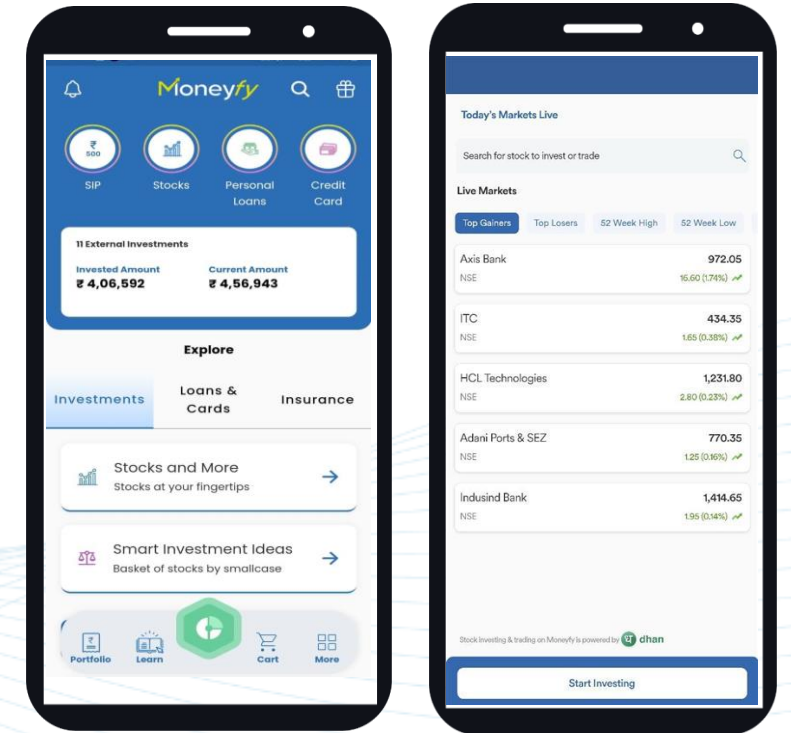 Moneyfy
₹
500
SIP
Stocks
Personal
Loans
Credit
Card
11 External Investments
Invested Amount
Current Amount
₹ 4,06,592
₹ 4,56,943
Explore
Investments
Loans &
Cards
Insurance
Stocks and More
Stocks at your fingertips
Smart Investment Ideas
Basket of stocks by smallcase
Portfolio
Learn
Cart
More
Today's Markets Live
Search for stock to invest or trade
Live Markets
Top Gainers
Top Losers
52 Week High
52 Week Low
Axis Bank
972.05
NSE
16.60 (1.74%)
ITC
434.35
NSE
1.65 (0.38%)
HCL Technologies
1,231.80
NSE
2.80 (0.23%)
Adani Ports & SEZ
770.35
NSE
1.25 (0.16%)
Indusind Bank
1,414.65
NSE
1.95 (0.14%)
Stock Investing & trading on Moneyfy is powered by ध dhan
Start Investing